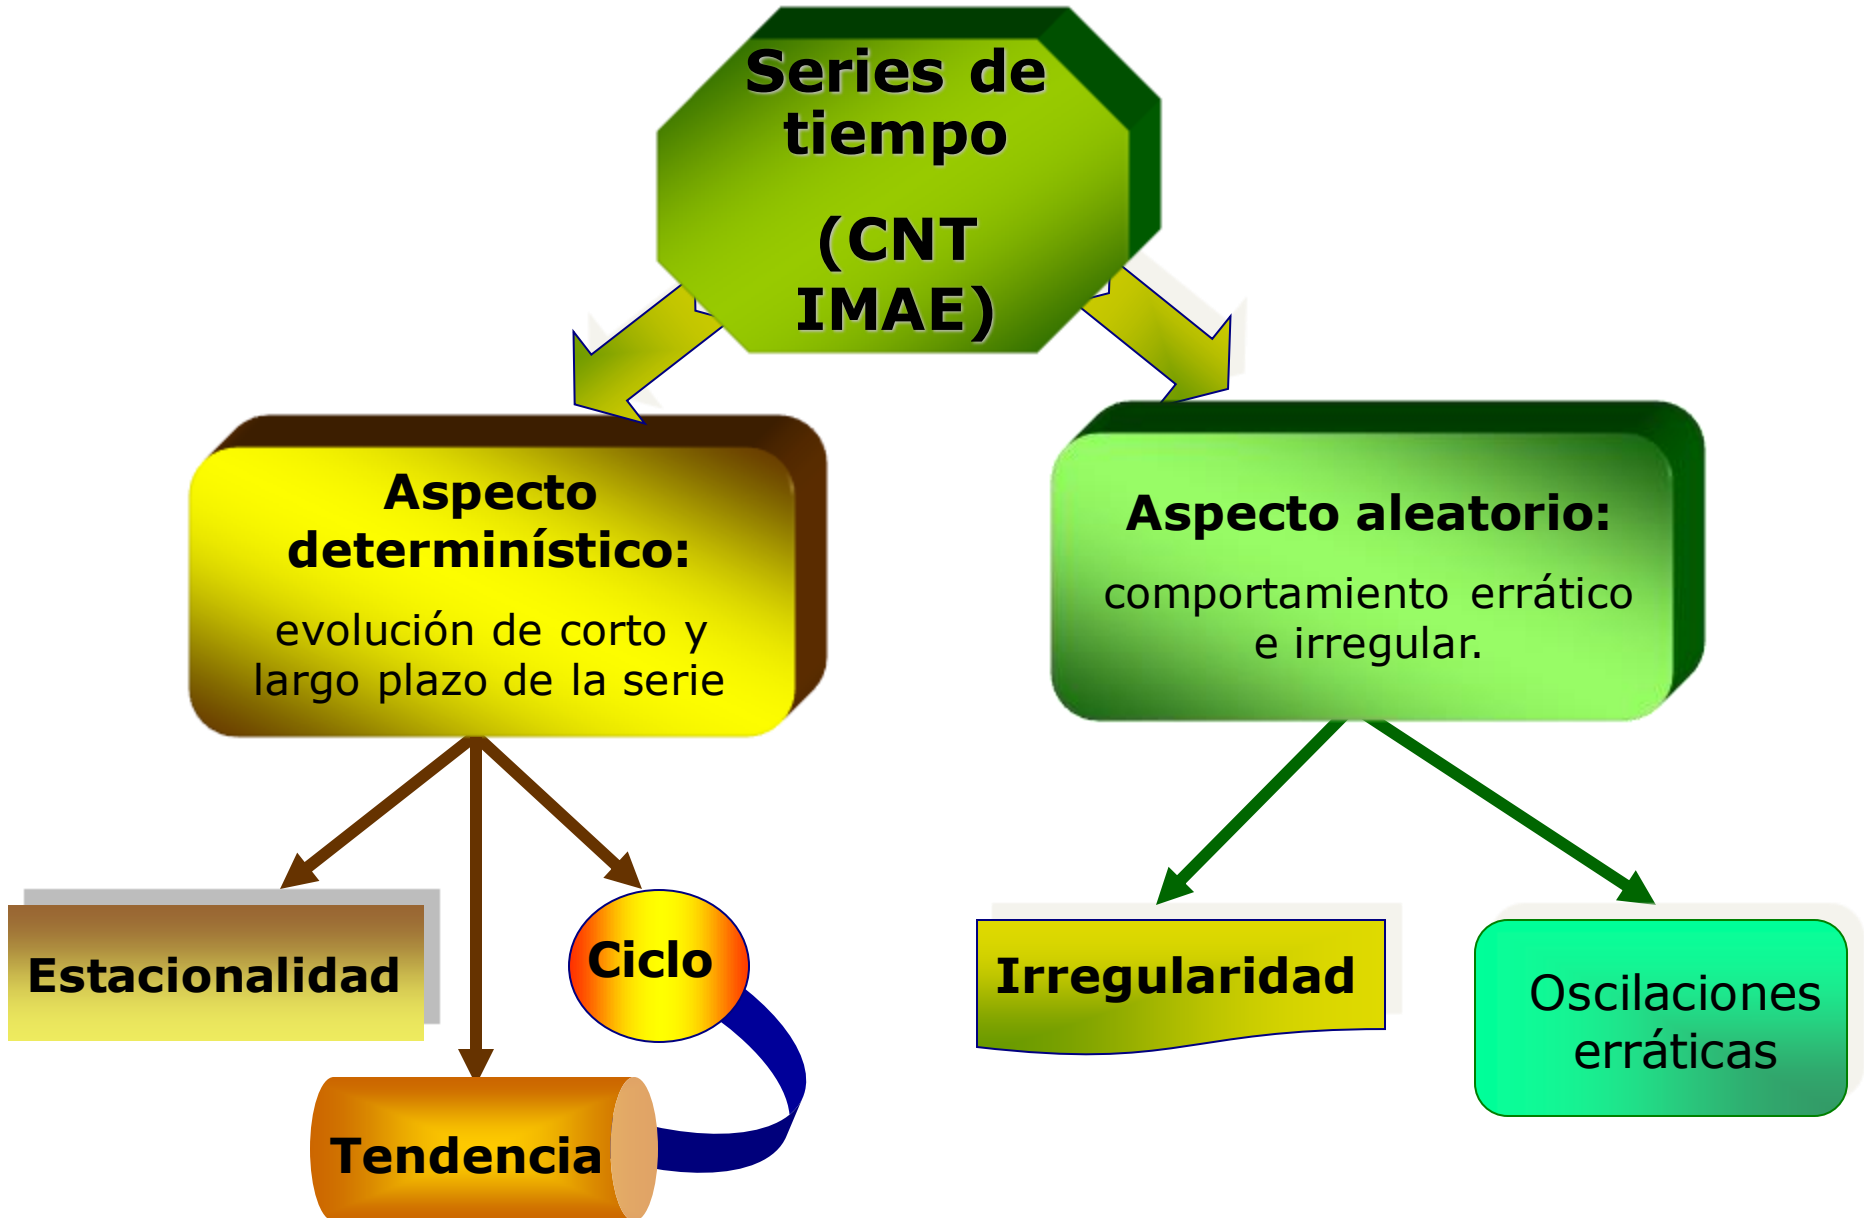 Series de
tiempo
(CNT
IMAE)
Aspecto
determinístico:
evolución de corto y
largo plazo de la serie
Aspecto aleatorio:
comportamiento errático
e irregular.
Estacionalidad
Ciclo
Tendencia
Irregularidad
Oscilaciones
erráticas